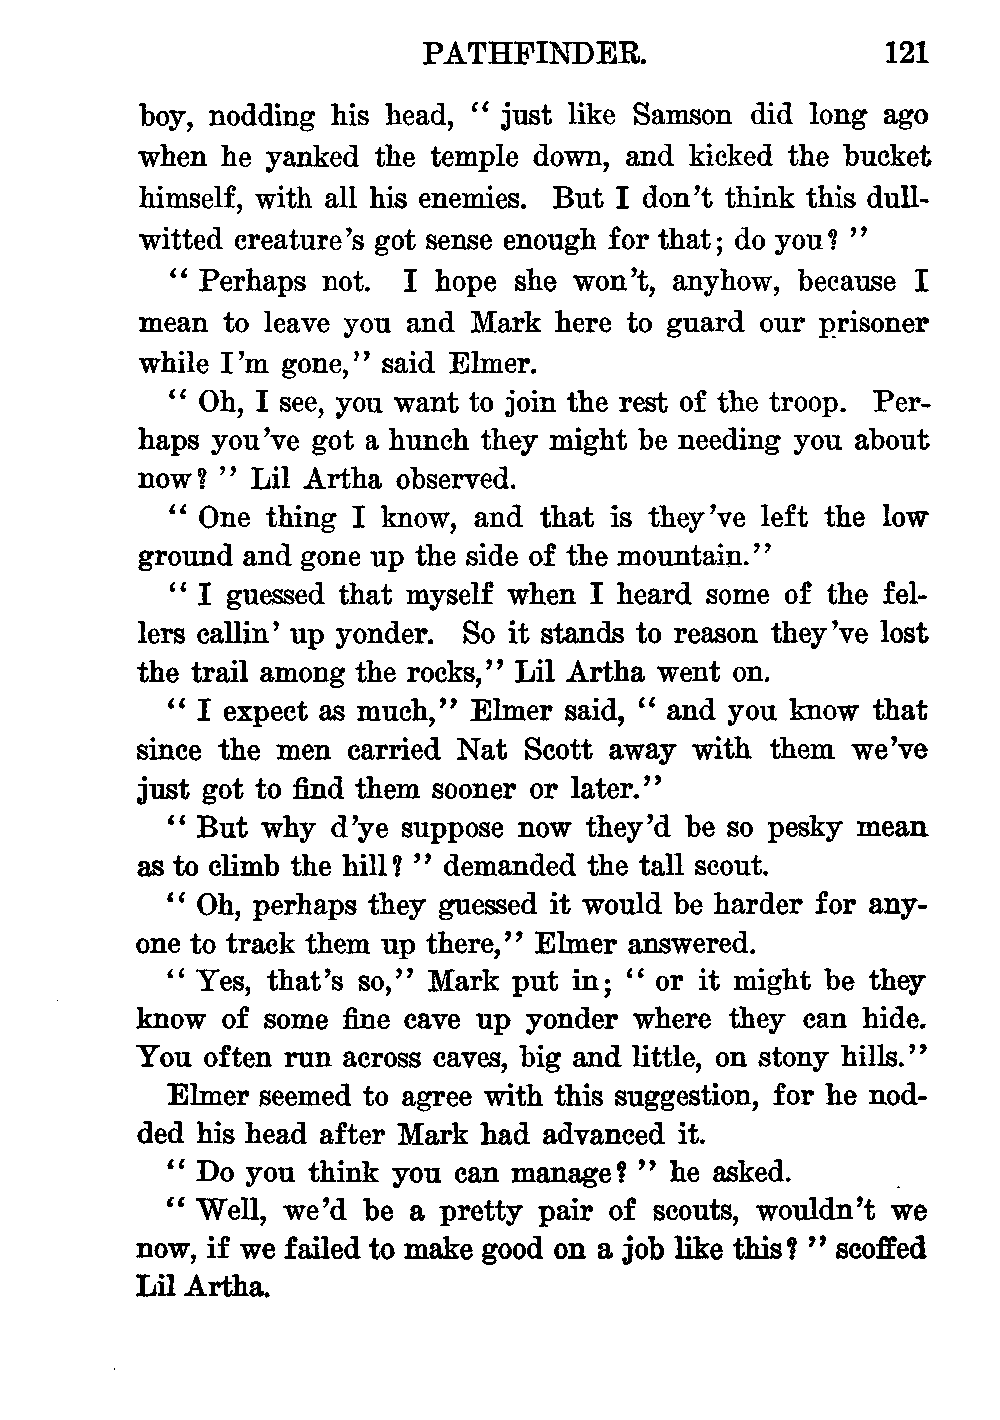 PATHFINDER. 121
boy, nodding his head, “ just like Samson did long ago
when he yanked the temple down, and kicked the bucket
himself, with all his enemies. But I don’t think this dull-
witted creature’s got sense enough for that; do you? ”
“ Perhaps not. I hope she won’t, anyhow, because I
mean to leave you and Mark here to guard our prisoner
while I’m gone,” said Elmer.
“ Oh, I see, you want to join the rest of the troop. Per-
haps you’ve got a hunch they might be needing you about
now? ” Lil Artha observed.
“ One thing I know, and that is they’ve left the low
ground and gone up the side of the mountain.”
“ I guessed that myself when I heard some of the fel-
lers callin’ up yonder. So it stands to reason they’ve lost
the trail among the rocks,” Lil Artha went on.
“ I expect as much,” Elmer said, “ and you know that
since the men carried Nat Scott away with them we’ve
just got to find them sooner or later.”
“ But why d’ye suppose now they’d be so pesky mean
as to climb the hill? ” demanded the tall scout.
“ Oh, perhaps they guessed it would be harder for any-
one to track them up there,” Elmer answered.
“ Yes, that’s so,” Mark put in; “ or it might be they
know of some fine cave up yonder where they can hide.
You often run across caves, big and little, on stony hills.”
Elmer seemed to agree with this suggestion, for he nod-
ded his head after Mark had advanced it.
“ Do you think you can manage? ” he asked.
“ Well, we’d be a pretty pair of scouts, wouldn’t we
now, if we failed to make good on a job like this? ” scoffed
Lil Artha.